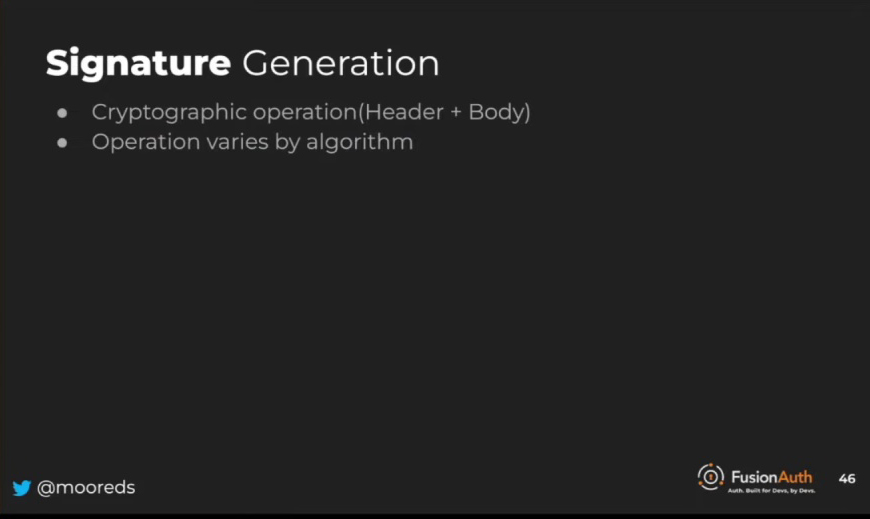 Signature Generation
● Cryptographic operation(Header + Body)
● Operation varies by algorithm
@mooreds
FusionAuth
Auth. Built for Devs, by Devs.
46